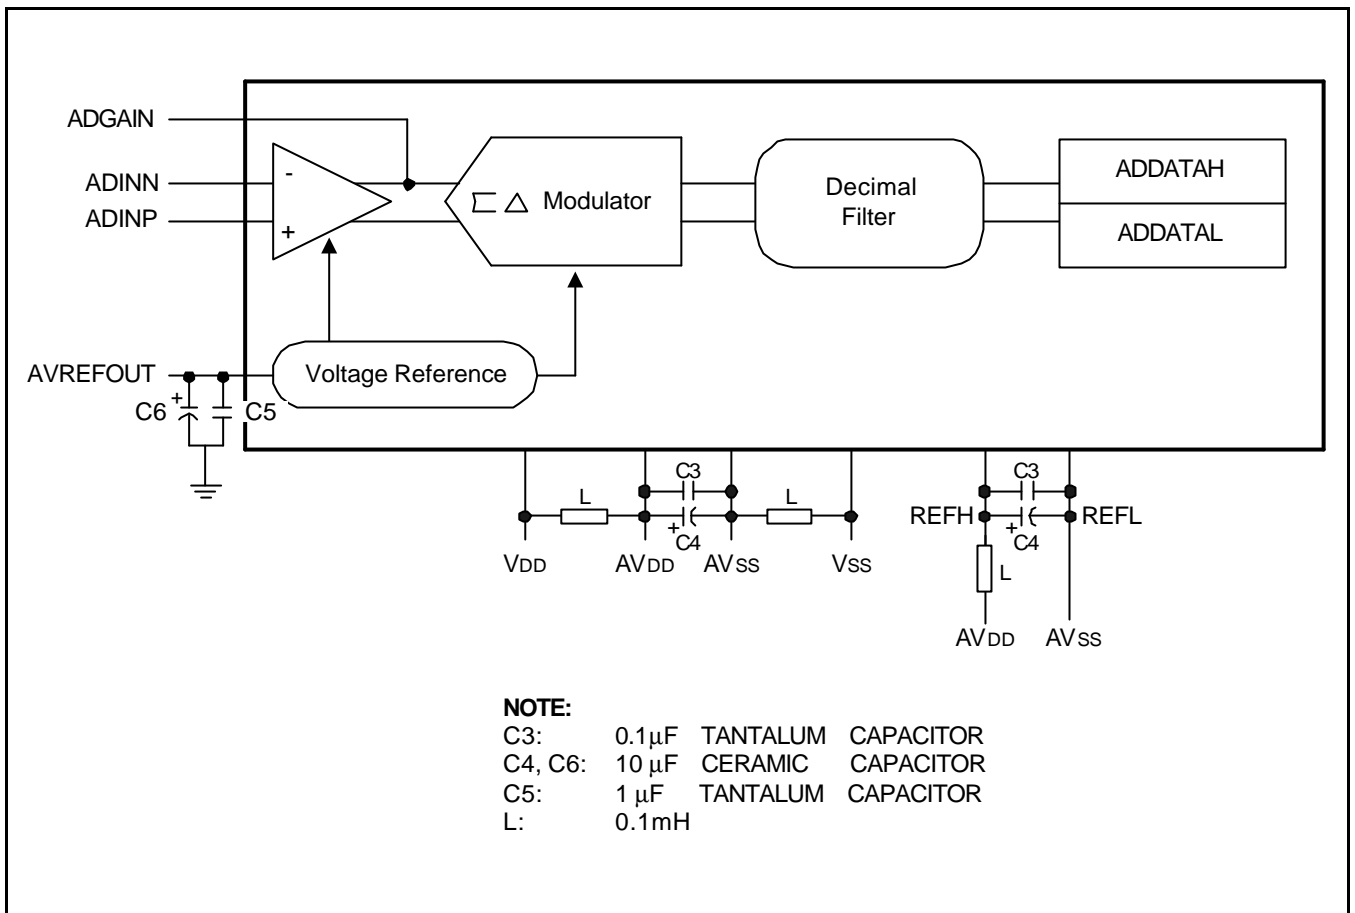 ADGAIN
ADINN
ADINP
-
+
Σ Δ Modulator
Decimal
Filter
ADDATAH
ADDATAL
AVREFOUT
Voltage Reference
C6
+
C5
L
C3
+
C4
L
VDD
AVDD
AVSS
VSS
C3
REFH
+
C4
REFL
L
AVDD
AVSS
NOTE:
C3: 0.1μF TANTALUM CAPACITOR
C4, C6: 10 μF CERAMIC CAPACITOR
C5: 1 μF TANTALUM CAPACITOR
L: 0.1mH